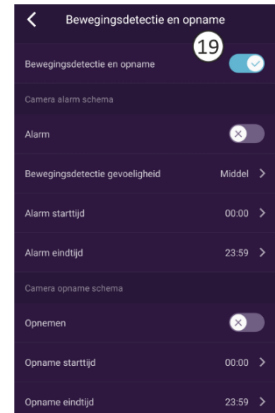 Bewegingsdetectie en opname
19
Bewegingsdetectie en opname
Camera alarm schema
Alarm
Bewegingsdetectie gevoeligheid Middel
Alarm starttijd 00:00
Alarm eindtijd 23:59
Camera opname schema
Opnemen
Opname starttijd 00:00
Opname eindtijd 23:59